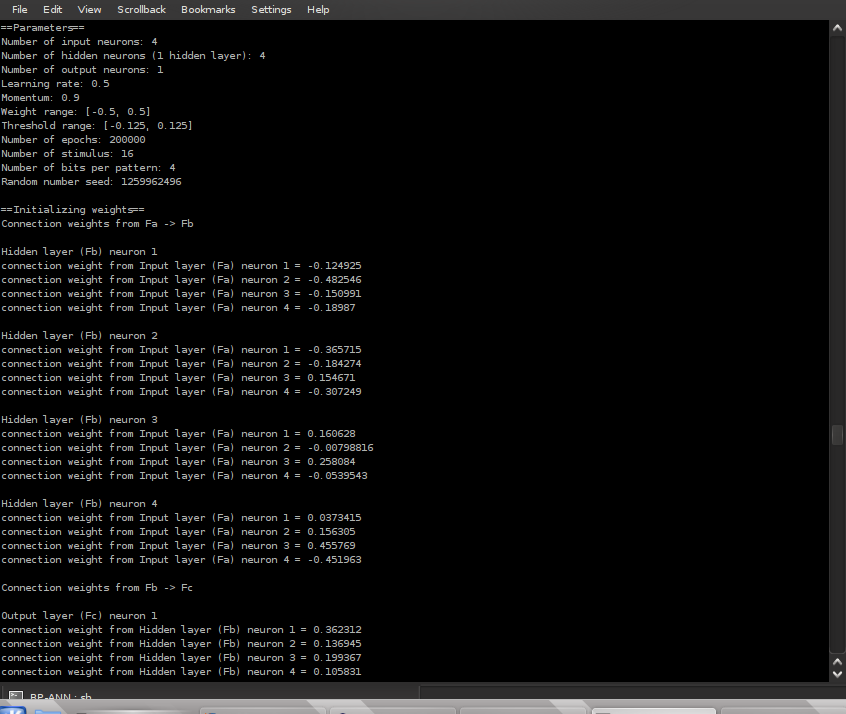 File Edit View Scrollback Bookmarks Settings Help
==Parameters==
Number of input neurons: 4
Number of hidden neurons (1 hidden layer): 4
Number of output neurons: 1
Learning rate: 0.5
Momentum: 0.9
Weight range: [-0.5, 0.5]
Threshold range: [-0.125, 0.125]
Number of epochs: 200000
Number of stimulus: 16
Number of bits per pattern: 4
Random number seed: 1259962496
==Initializing weights==
Connection weights from Fa -> Fb
Hidden layer (Fb) neuron 1
connection weight from Input layer (Fa) neuron 1 = -0.124925
connection weight from Input layer (Fa) neuron 2 = -0.482546
connection weight from Input layer (Fa) neuron 3 = -0.150991
connection weight from Input layer (Fa) neuron 4 = -0.18987
Hidden layer (Fb) neuron 2
connection weight from Input layer (Fa) neuron 1 = -0.365715
connection weight from Input layer (Fa) neuron 2 = -0.184274
connection weight from Input layer (Fa) neuron 3 = 0.154671
connection weight from Input layer (Fa) neuron 4 = -0.307249
Hidden layer (Fb) neuron 3
connection weight from Input layer (Fa) neuron 1 = 0.160628
connection weight from Input layer (Fa) neuron 2 = -0.00798816
connection weight from Input layer (Fa) neuron 3 = 0.258084
connection weight from Input layer (Fa) neuron 4 = -0.0539543
Hidden layer (Fb) neuron 4
connection weight from Input layer (Fa) neuron 1 = 0.0373415
connection weight from Input layer (Fa) neuron 2 = 0.156305
connection weight from Input layer (Fa) neuron 3 = 0.455769
connection weight from Input layer (Fa) neuron 4 = -0.451963
Connection weights from Fb -> Fc
Output layer (Fc) neuron 1
connection weight from Hidden layer (Fb) neuron 1 = 0.362312
connection weight from Hidden layer (Fb) neuron 2 = 0.136945
connection weight from Hidden layer (Fb) neuron 3 = 0.199367
connection weight from Hidden layer (Fb) neuron 4 = 0.105831
BP-ANN : sh